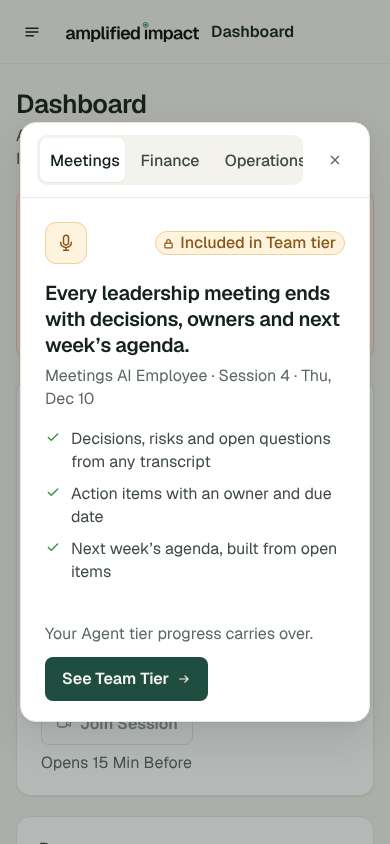 amplified impact Dashboard
Dashboard
Meetings Finance Operations
Included in Team tier
Every leadership meeting ends
with decisions, owners and next
week’s agenda.
Meetings AI Employee · Session 4 · Thu,
Dec 10
Decisions, risks and open questions
from any transcript
Action items with an owner and due
date
Next week’s agenda, built from open
items
Your Agent tier progress carries over.
See Team Tier →
Join Session
Opens 15 Min Before